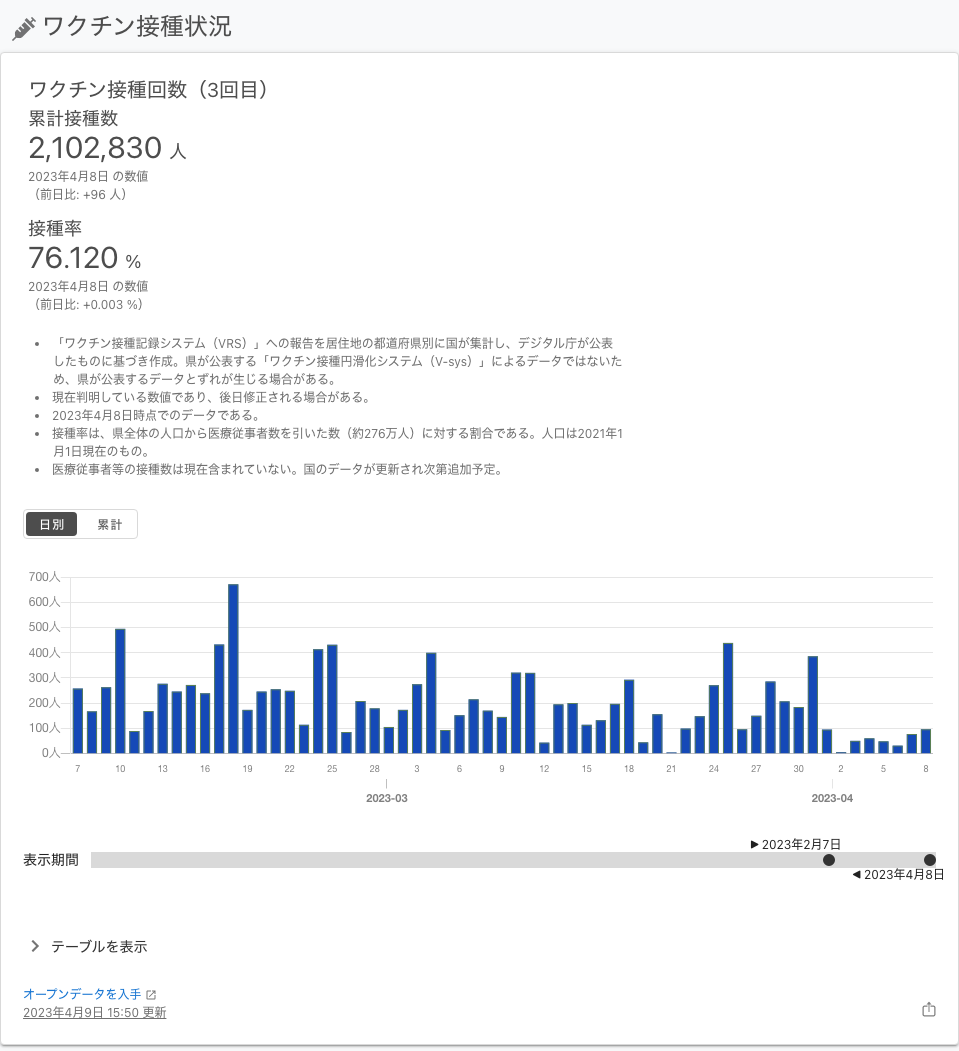 ワクチン接種状況
ワクチン接種回数（3回目）
累計接種数
2,102,830 人
2023年4月8日 の数値
（前日比: +96 人）
接種率
76.120 %
2023年4月8日 の数値
（前日比: +0.003 %）
• 「ワクチン接種記録システム（VRS）」への報告を居住地の都道府県別に国が集計し、デジタル庁が公表
したものに基づき作成。県が公表する「ワクチン接種円滑化システム（V-sys）」によるデータではないた
め、県が公表するデータとずれが生じる場合がある。
• 現在判明している数値であり、後日修正される場合がある。
• 2023年4月8日時点でのデータである。
• 接種率は、県全体の人口から医療従事者数を引いた数（約276万人）に対する割合である。人口は2021年1
月1日現在のもの。
• 医療従事者等の接種数は現在含まれていない。国のデータが更新され次第追加予定。
日別 累計
700人
600人
500人
400人
300人
200人
100人
0人
7 10 13 16 19 22 25 28 3 6 9 12 15 18 21 24 27 30 2 5 8
2023-03 2023-04
▶ 2023年2月7日
表示期間
◀ 2023年4月8日
テーブルを表示
オープンデータを入手
2023年4月9日 15:50 更新